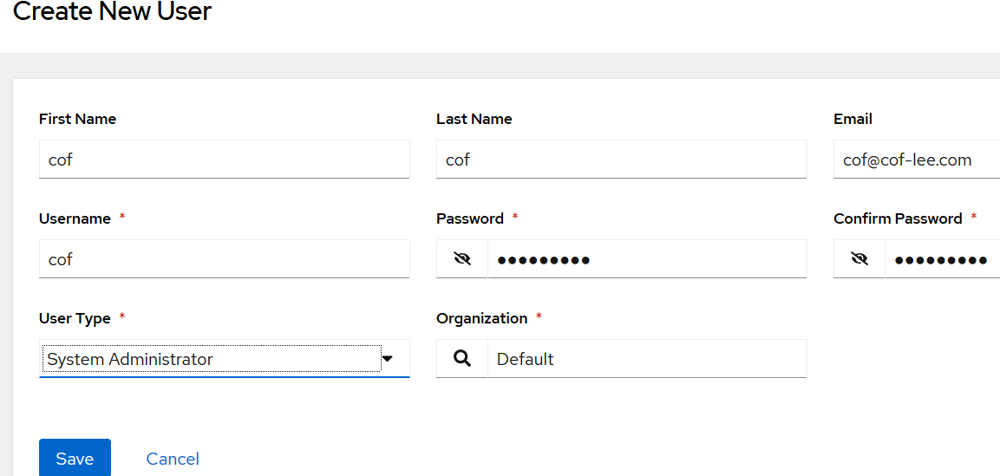 Create New User
First Name
Last Name
Email
cof
cof
cof@cof-lee.com
Username *
Password *
Confirm Password *
cof
●●●●●●●●●
●●●●●●●●●
User Type *
Organization *
System Administrator
Default
Save
Cancel